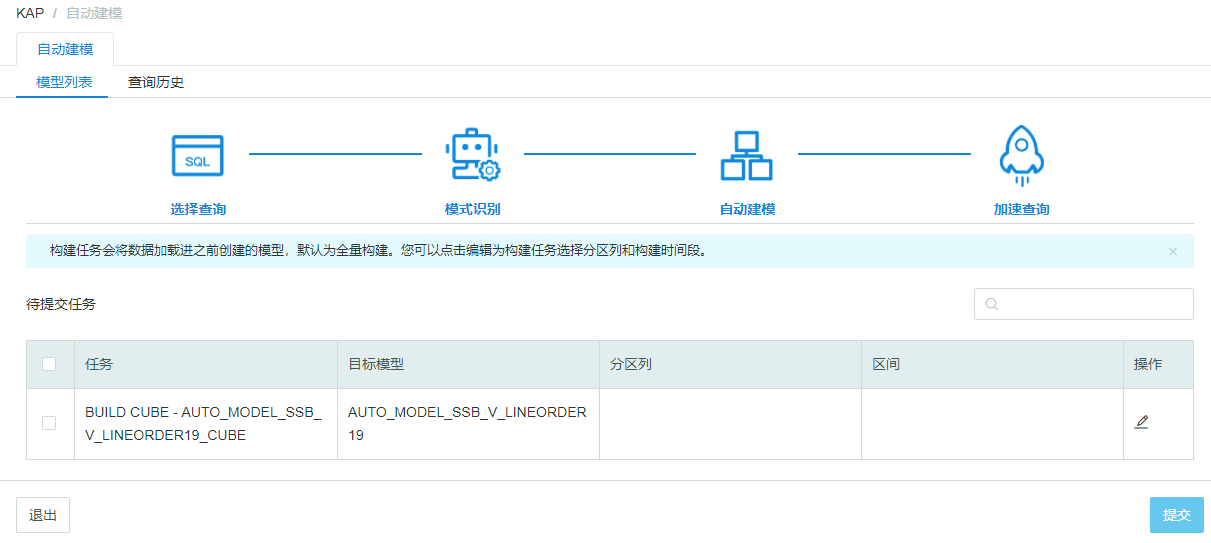 KAP / 自动建模
自动建模
模型列表 查询历史
SQL
选择查询 模式识别 自动建模 加速查询
构建任务会将数据加载进之前创建的模型，默认为全量构建。您可以点击编辑为构建任务选择分区列和构建时间段。
待提交任务
任务 目标模型 分区列 区间 操作
BUILD CUBE - AUTO_MODEL_SSB_ AUTO_MODEL_SSB_V_LINEORDER
V_LINEORDER19_CUBE 19
退出 提交